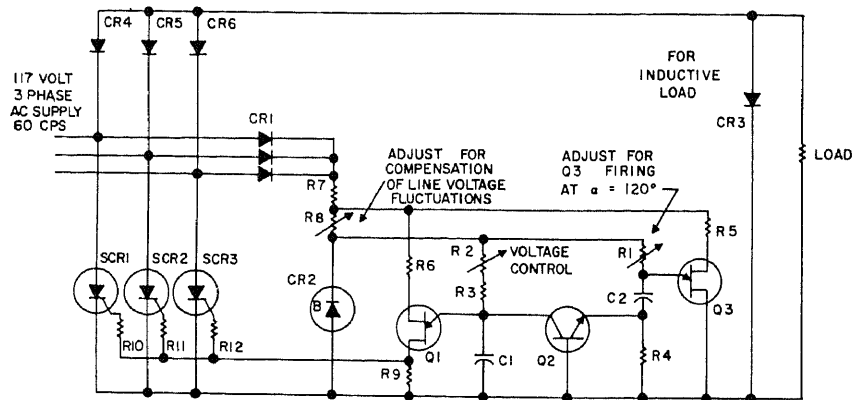 CR4
CR5
CR6
117 VOLT
3 PHASE
AC SUPPLY
60 CPS
CR1
FOR
INDUCTIVE
LOAD
CR3
LOAD
R7
ADJUST FOR
COMPENSATION
OF LINE VOLTAGE
FLUCTUATIONS
ADJUST FOR
Q3 FIRING
AT α = 120°
R8
R5
R6
R2
VOLTAGE
CONTROL
R1
SCR1
SCR2
SCR3
CR2
B
R3
C2
Q3
R10
R11
R12
Q1
C1
Q2
R4
R9